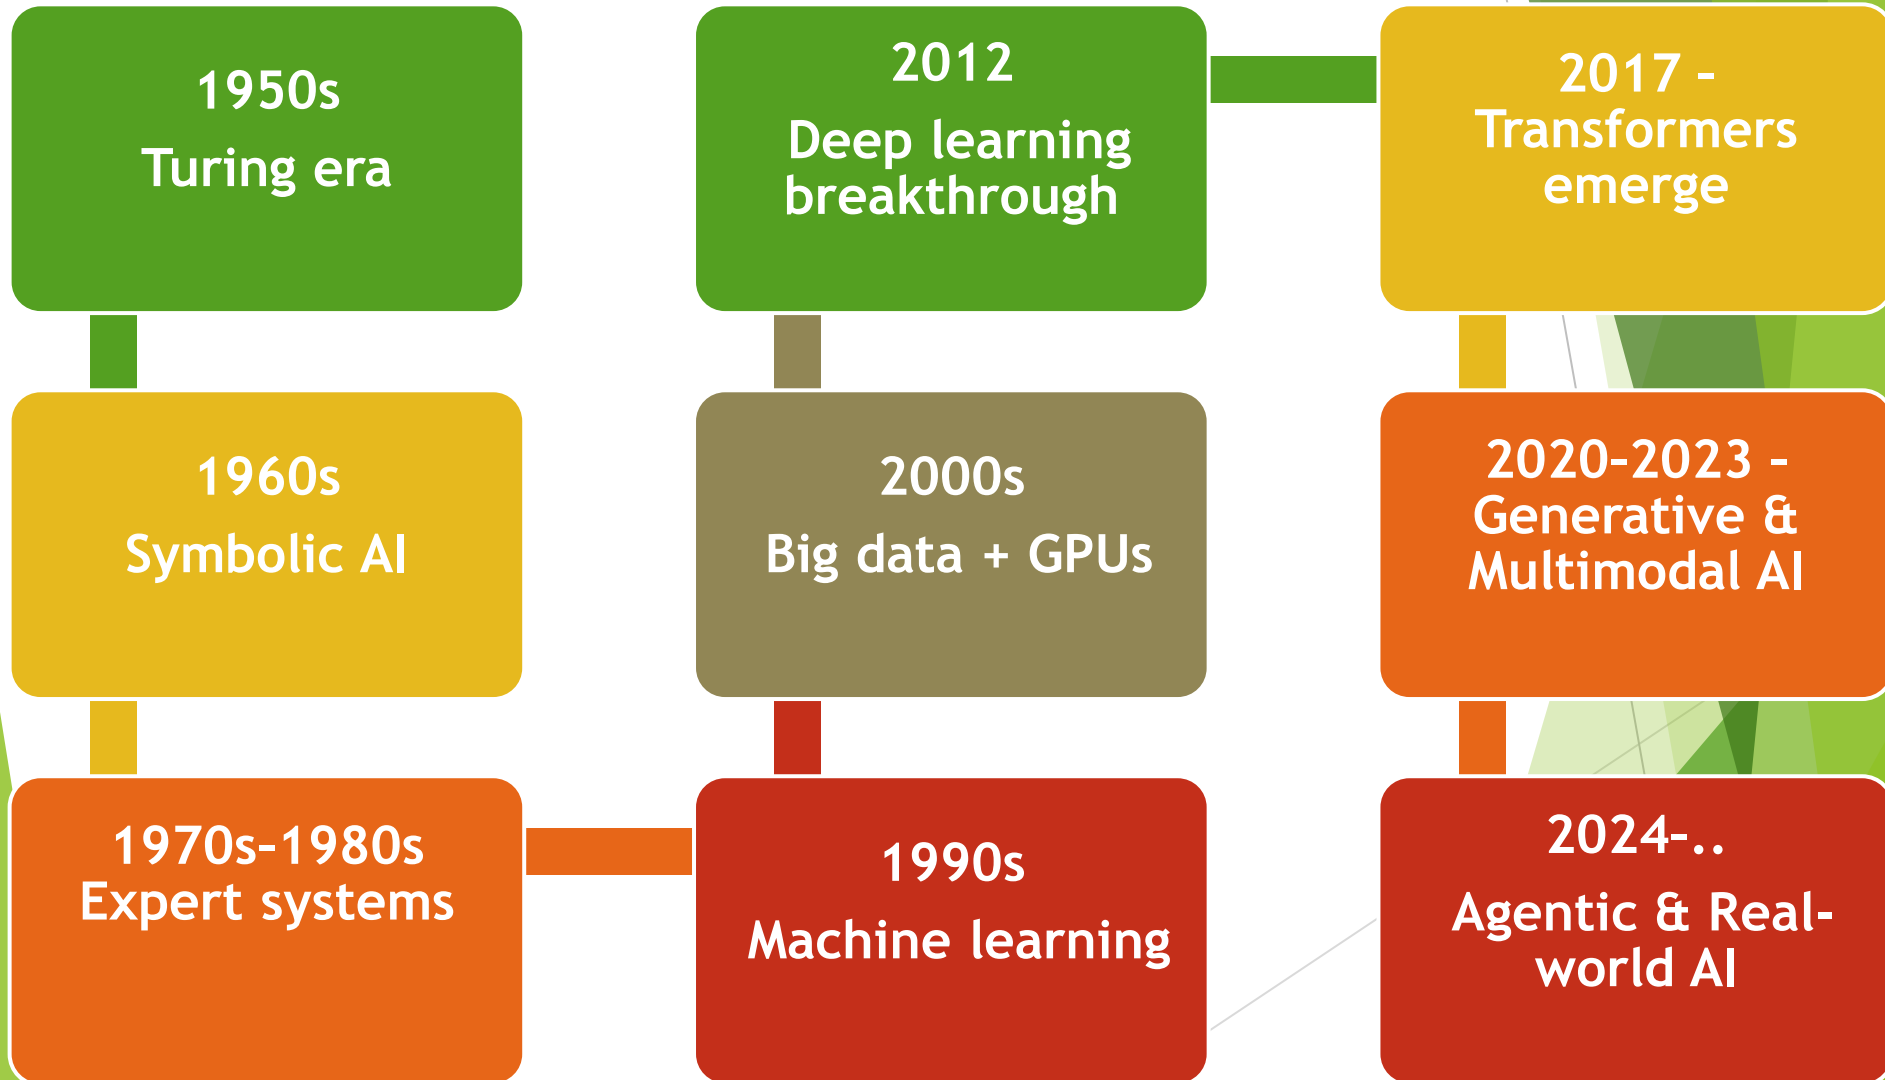 1950s
Turing era
1960s
Symbolic AI
1970s-1980s
Expert systems
1990s
Machine learning
2000s
Big data + GPUs
2012
Deep learning
breakthrough
2017 -
Transformers
emerge
2020-2023 -
Generative &
Multimodal AI
2024-..
Agentic & Real-
world AI